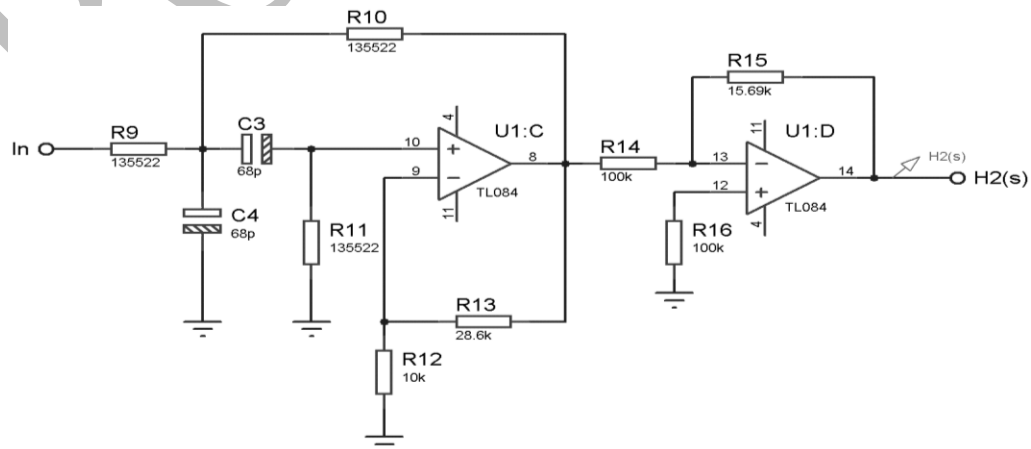 R10
135522
R15
15.69k
R9
135522
In
C3
68p
4
U1:C
10
8
9
TL084
11
R14
100k
11
U1:D
13
14
12
TL084
4
H2(s)
H2(s)
C4
68p
R11
135522
R16
100k
R13
28.6k
R12
10k